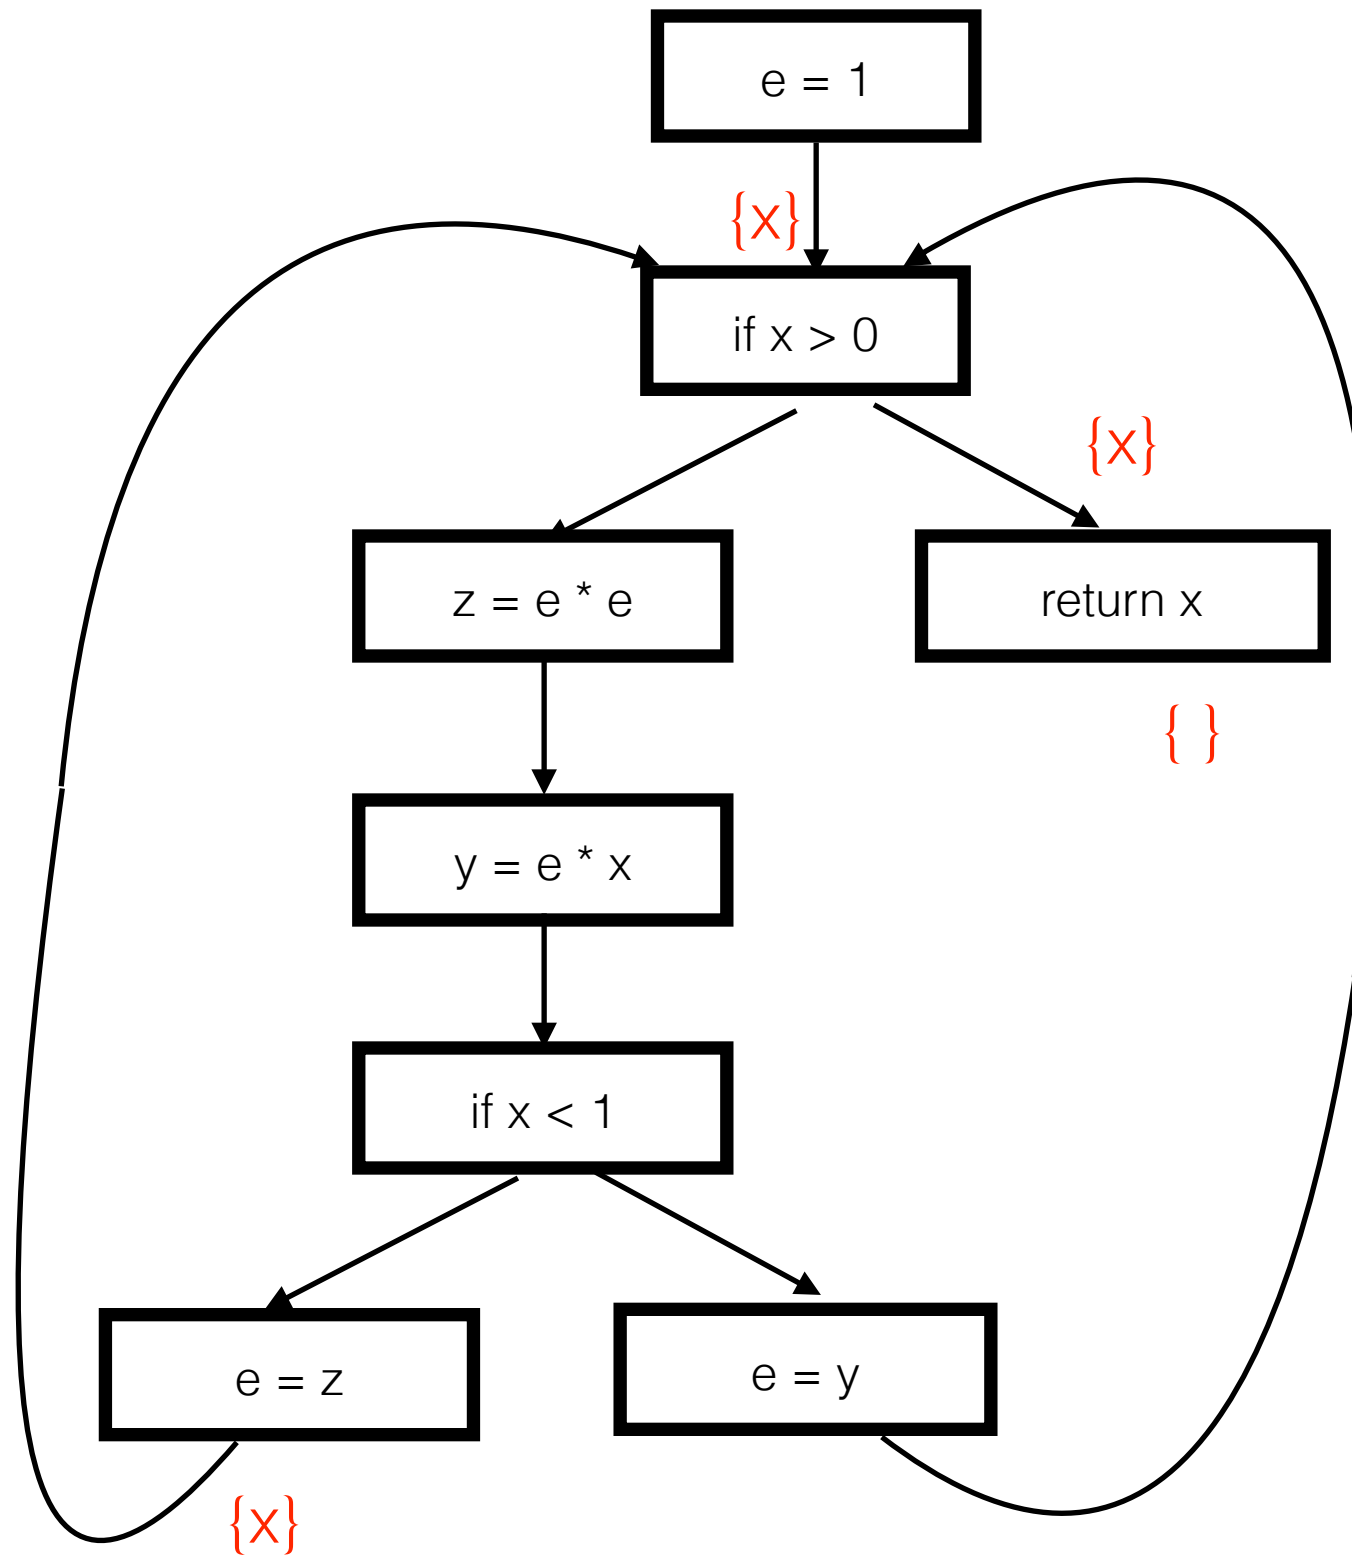 e = 1
{x}
if x > 0
{x}
z = e * e
return x
{ }
y = e * x
if x < 1
e = z
e = y
{x}